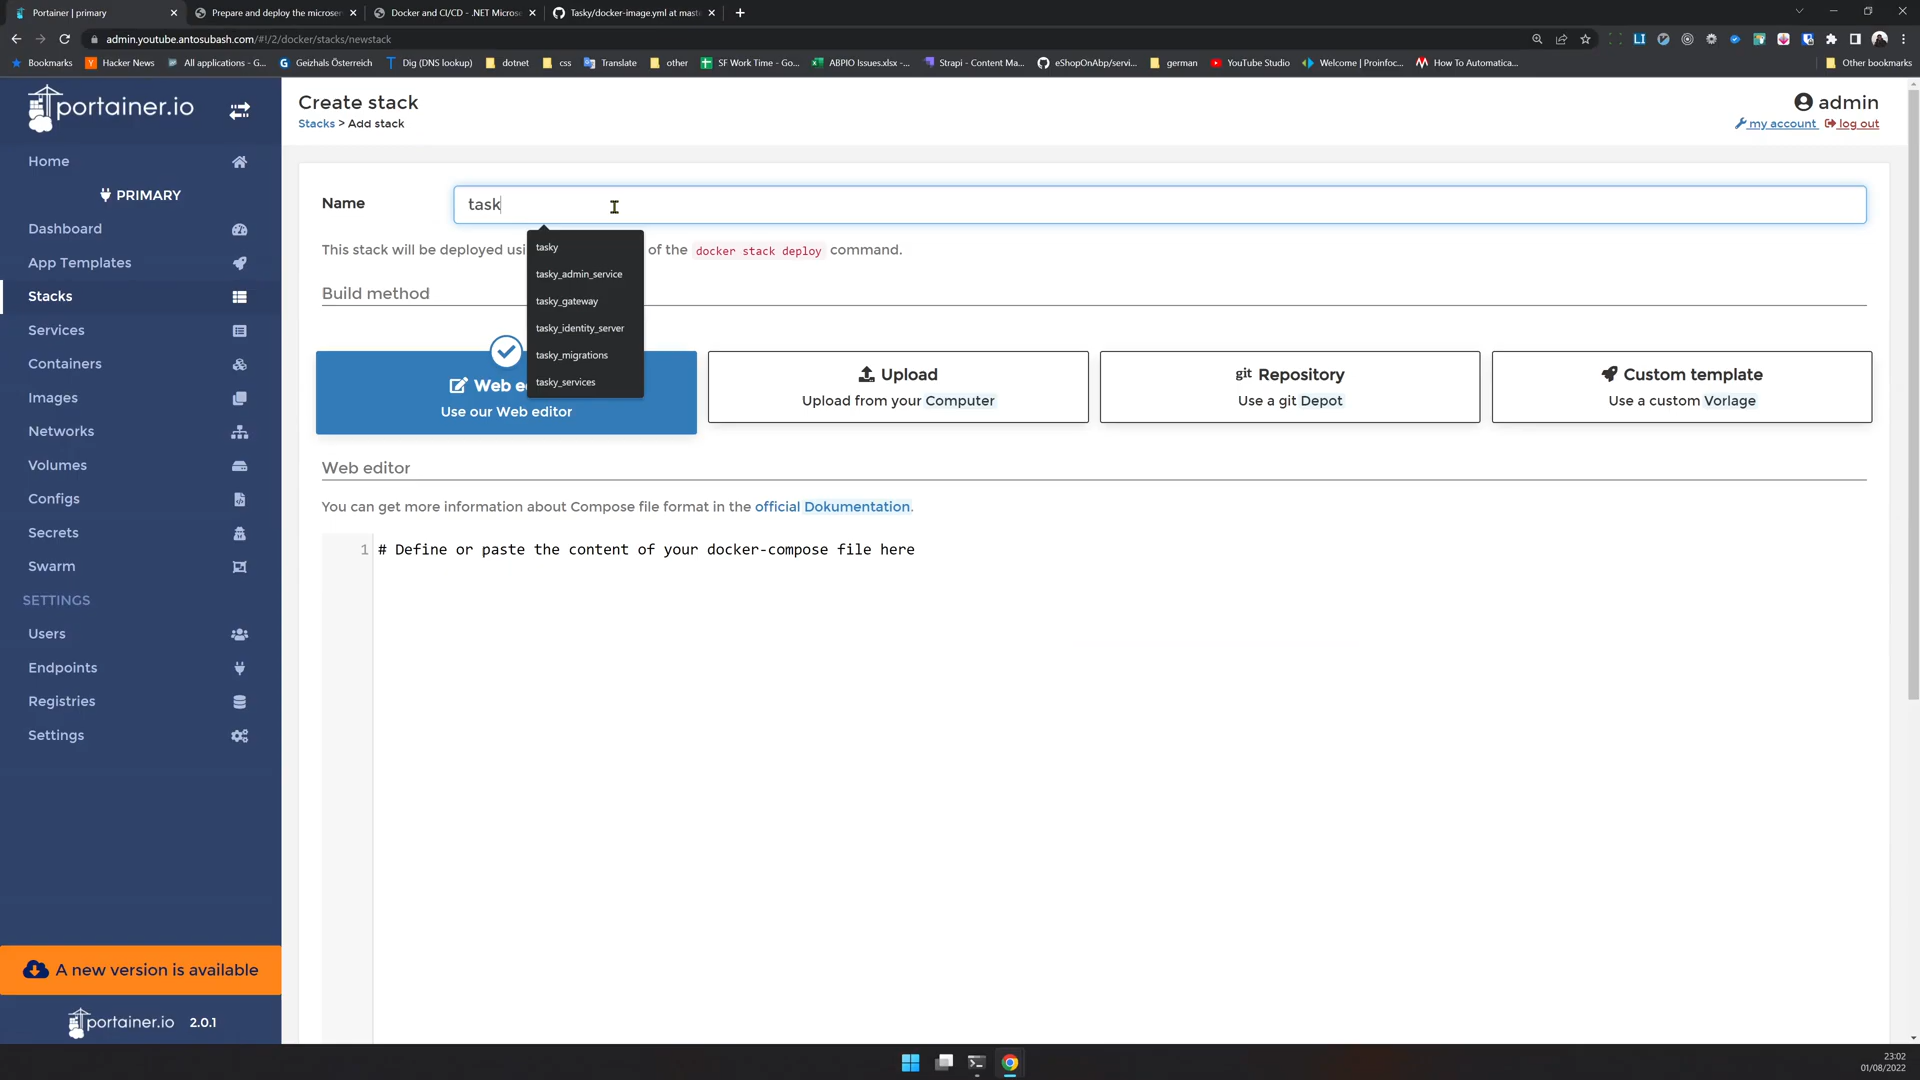 Portainer | primary
Prepare and deploy the microser
Docker and CI/CD - .NET Microse
Tasky/docker-image.yml at mast
admin.youtube.antosubash.com/#!/2/docker/stacks/newstack
Bookmarks
Hacker News
All applications - G...
Geizhals Österreich
Dig (DNS lookup)
dotnet
css
Translate
other
SF Work Time - Go...
ABPIO Issues.xlsx -...
Strapi - Content Ma...
eShopOnAbp/servi...
german
YouTube Studio
Welcome | Proinfoc...
How To Automatica...
Other bookmarks
portainer.io
Home
PRIMARY
Dashboard
App Templates
Stacks
Services
Containers
Images
Networks
Volumes
Configs
Secrets
Swarm
SETTINGS
Users
Endpoints
Registries
Settings
A new version is available
portainer.io 2.0.1
Create stack
Stacks > Add stack
admin
my account log out
Name
task
tasky
tasky_admin_service
tasky_gateway
tasky_identity_server
tasky_migrations
tasky_services
This stack will be deployed usi of the docker stack deploy command.
Build method
Web e
Use our Web editor
Upload
Upload from your Computer
git Repository
Use a git Depot
Custom template
Use a custom Vorlage
Web editor
You can get more information about Compose file format in the official Dokumentation.
1 # Define or paste the content of your docker-compose file here
23:02
01/08/2022